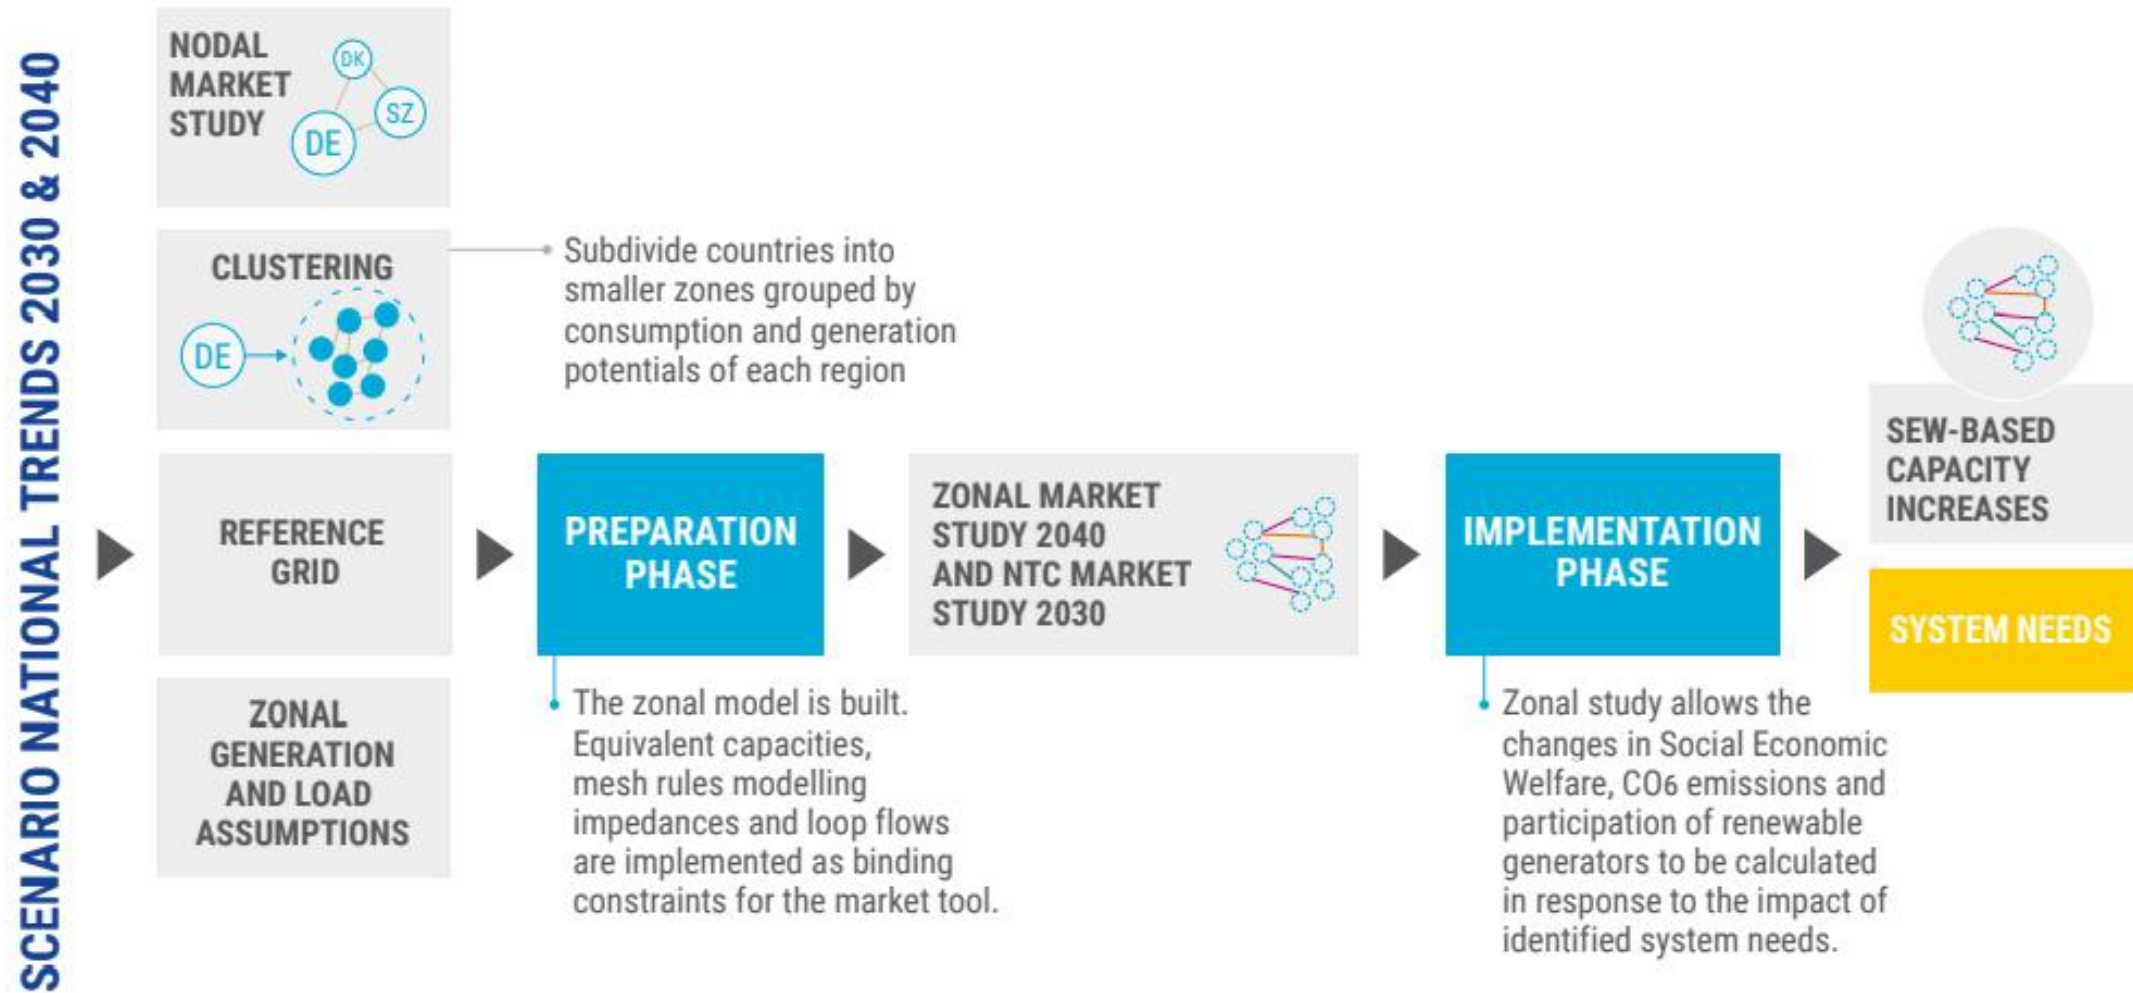 SCENARIO NATIONAL TRENDS 2030 & 2040
NODAL
MARKET
STUDY
DK
SZ
DE
CLUSTERING
DE
Subdivide countries into
smaller zones grouped by
consumption and generation
potentials of each region
REFERENCE
GRID
ZONAL
GENERATION
AND LOAD
ASSUMPTIONS
PREPARATION
PHASE
The zonal model is built.
Equivalent capacities,
mesh rules modelling
impedances and loop flows
are implemented as binding
constraints for the market tool.
ZONAL MARKET
STUDY 2040
AND NTC MARKET
STUDY 2030
IMPLEMENTATION
PHASE
Zonal study allows the
changes in Social Economic
Welfare, CO6 emissions and
participation of renewable
generators to be calculated
in response to the impact of
identified system needs.
SEW-BASED
CAPACITY
INCREASES
SYSTEM NEEDS